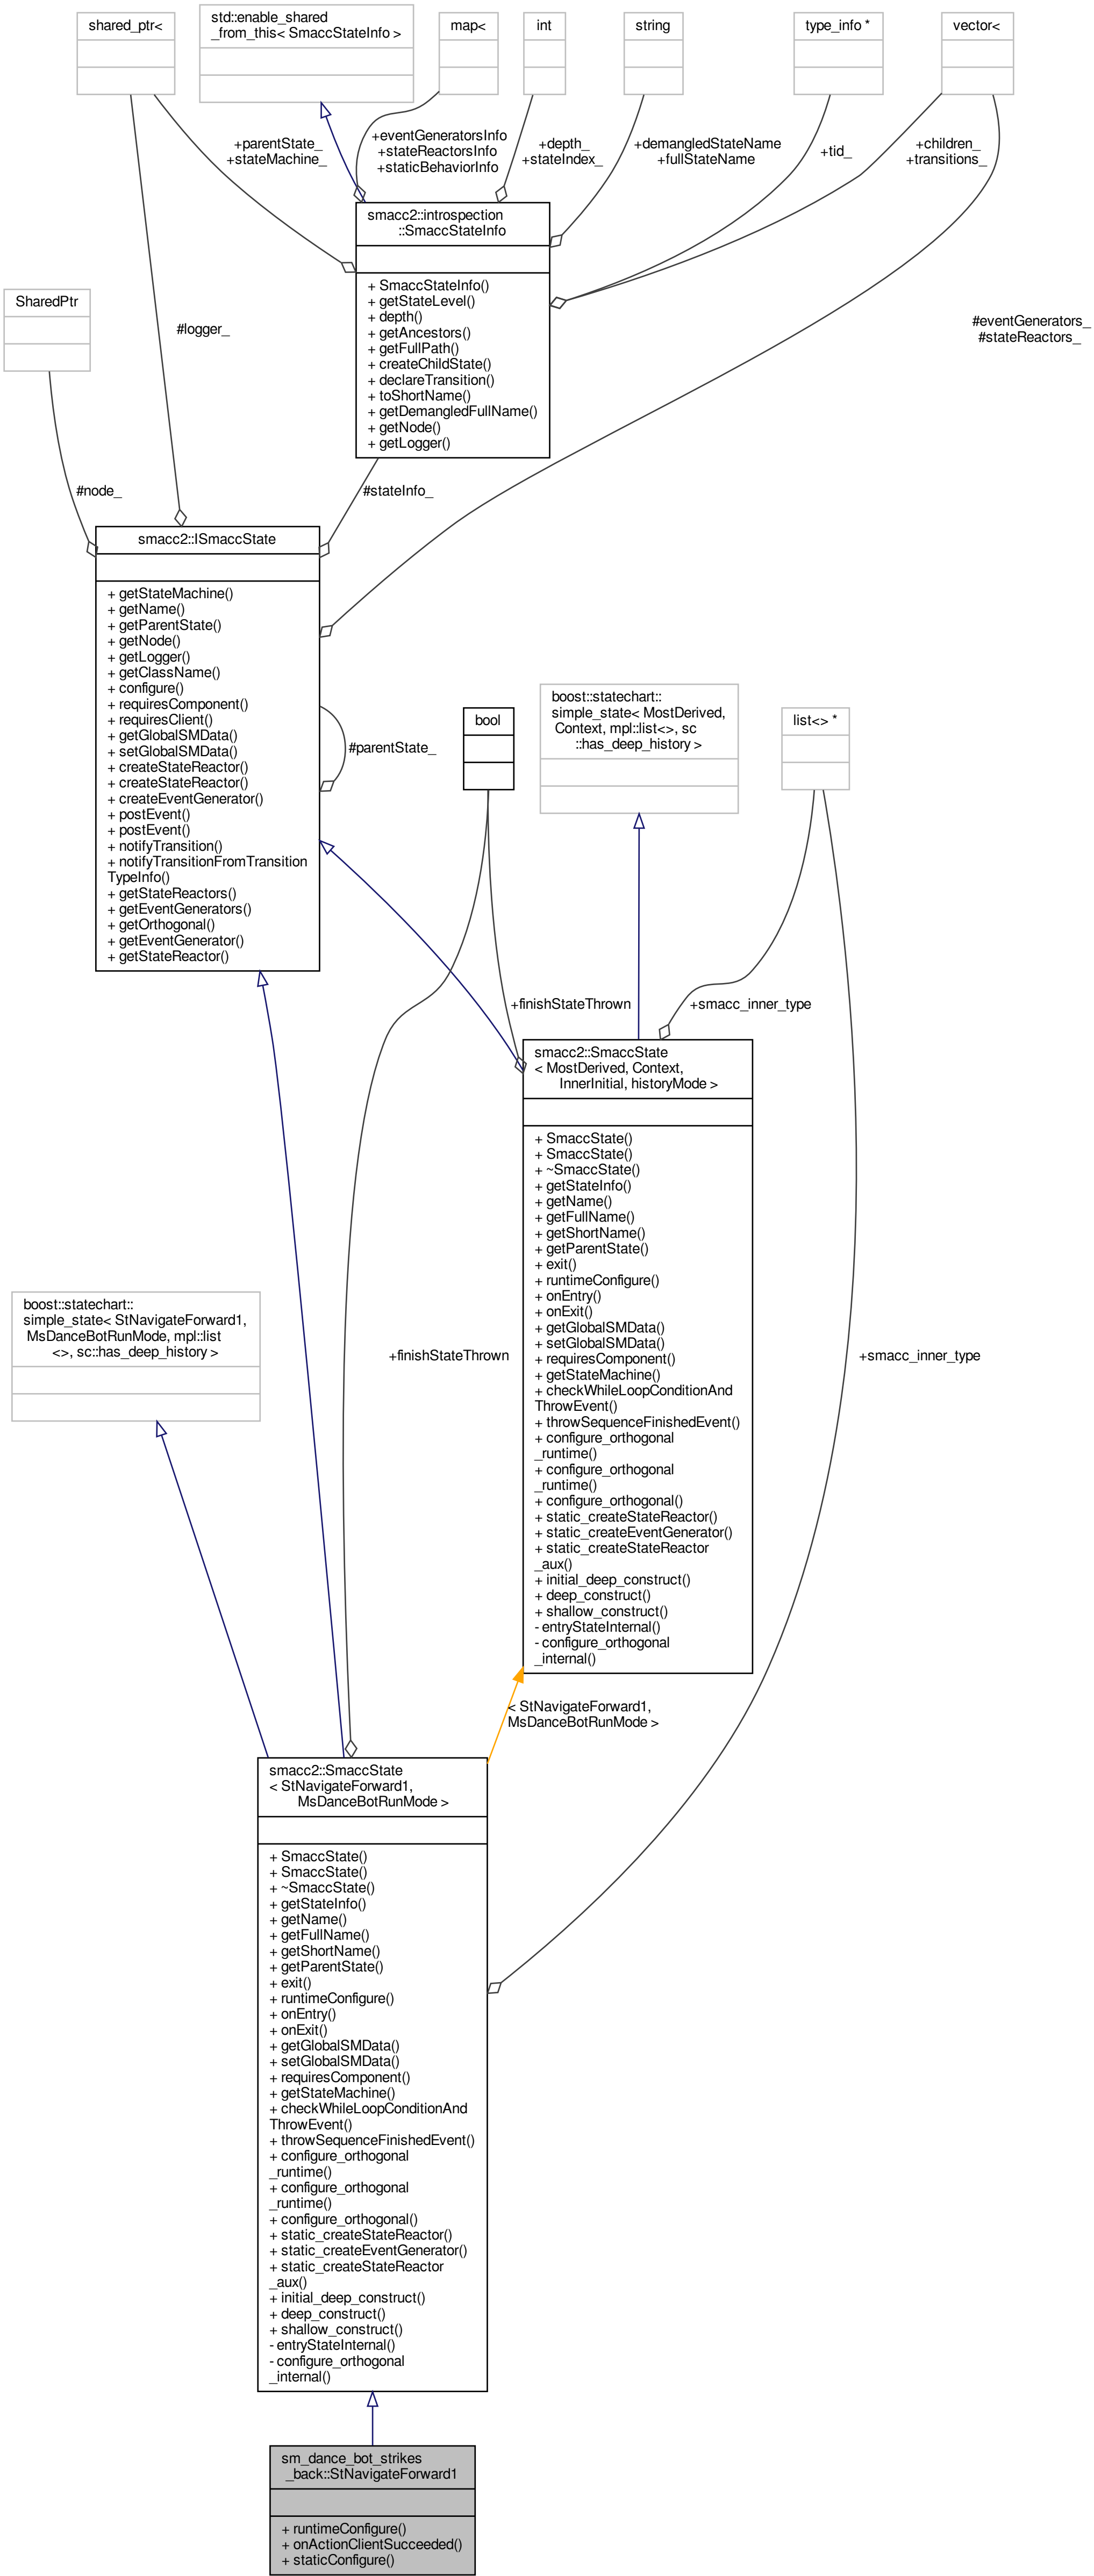 shared_ptr<
std::enable_shared
_from_this< SmaccStateInfo >
map<
int
string
type_info *
vector<
+parentState_
+stateMachine_
+eventGeneratorsInfo
+stateReactorsInfo
+staticBehaviorInfo
+depth_
+stateIndex_
+demangledStateName
+fullStateName
+tid_
+children_
+transitions_
smacc2::introspection
::SmaccStateInfo
+ SmaccStateInfo()
+ getStateLevel()
+ depth()
+ getAncestors()
+ getFullPath()
+ createChildState()
+ declareTransition()
+ toShortName()
+ getDemangledFullName()
+ getNode()
+ getLogger()
SharedPtr
#logger_
#eventGenerators_
#stateReactors_
#node_
#stateInfo_
smacc2::ISmaccState
+ getStateMachine()
+ getName()
+ getParentState()
+ getNode()
+ getLogger()
+ getClassName()
+ configure()
+ requiresComponent()
+ requiresClient()
+ getGlobalSMData()
+ setGlobalSMData()
+ createStateReactor()
+ createStateReactor()
+ createEventGenerator()
+ postEvent()
+ postEvent()
+ notifyTransition()
+ notifyTransitionFromTransition
TypeInfo()
+ getStateReactors()
+ getEventGenerators()
+ getOrthogonal()
+ getEventGenerator()
+ getStateReactor()
#parentState_
bool
boost::statechart::
simple_state< MostDerived,
Context, mpl::list<>, sc
::has_deep_history >
list<> *
+finishStateThrown
+smacc_inner_type
smacc2::SmaccState
< MostDerived, Context,
InnerInitial, historyMode >
+ SmaccState()
+ SmaccState()
+ ~SmaccState()
+ getStateInfo()
+ getName()
+ getFullName()
+ getShortName()
+ getParentState()
+ exit()
+ runtimeConfigure()
+ onEntry()
+ onExit()
+ getGlobalSMData()
+ setGlobalSMData()
+ requiresComponent()
+ getStateMachine()
+ checkWhileLoopConditionAnd
ThrowEvent()
+ throwSequenceFinishedEvent()
+ configure_orthogonal
_runtime()
+ configure_orthogonal
_runtime()
+ configure_orthogonal()
+ static_createStateReactor()
+ static_createEventGenerator()
+ static_createStateReactor
_aux()
+ initial_deep_construct()
+ deep_construct()
+ shallow_construct()
- entryStateInternal()
- configure_orthogonal
_internal()
boost::statechart::
simple_state< StNavigateForward1,
MsDanceBotRunMode, mpl::list
<>, sc::has_deep_history >
+finishStateThrown
+smacc_inner_type
< StNavigateForward1,
MsDanceBotRunMode >
smacc2::SmaccState
< StNavigateForward1,
MsDanceBotRunMode >
+ SmaccState()
+ SmaccState()
+ ~SmaccState()
+ getStateInfo()
+ getName()
+ getFullName()
+ getShortName()
+ getParentState()
+ exit()
+ runtimeConfigure()
+ onEntry()
+ onExit()
+ getGlobalSMData()
+ setGlobalSMData()
+ requiresComponent()
+ getStateMachine()
+ checkWhileLoopConditionAnd
ThrowEvent()
+ throwSequenceFinishedEvent()
+ configure_orthogonal
_runtime()
+ configure_orthogonal
_runtime()
+ configure_orthogonal()
+ static_createStateReactor()
+ static_createEventGenerator()
+ static_createStateReactor
_aux()
+ initial_deep_construct()
+ deep_construct()
+ shallow_construct()
- entryStateInternal()
- configure_orthogonal
_internal()
sm_dance_bot_strikes
_back::StNavigateForward1
+ runtimeConfigure()
+ onActionClientSucceeded()
+ staticConfigure()